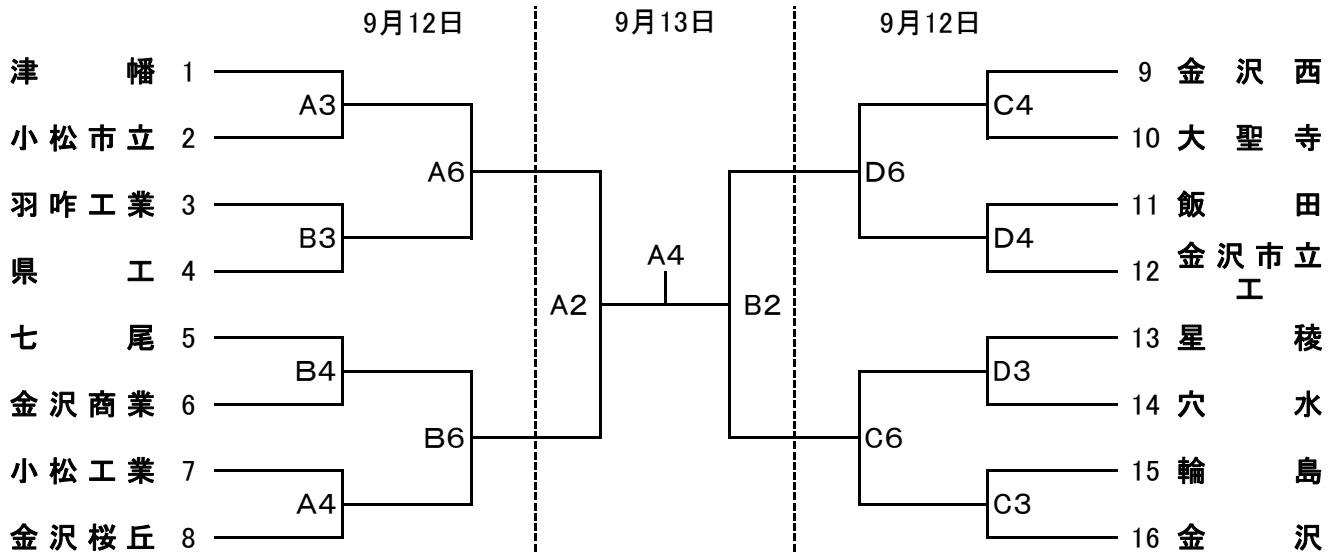 9月12日 9月13日 9月12日
津幡 1 9 金沢西
A3 C4
小松市立 2 10 大聖寺
A6 D6
羽咋工業 3 11 飯田
B3 D4
県工 4 A4 12 金沢市立工
A2 B2
七尾 5 13 星稜
B4 D3
金沢商業 6 14 穴水
B6 C6
小松工業 7 15 輪島
A4 C3
金沢桜丘 8 16 金沢